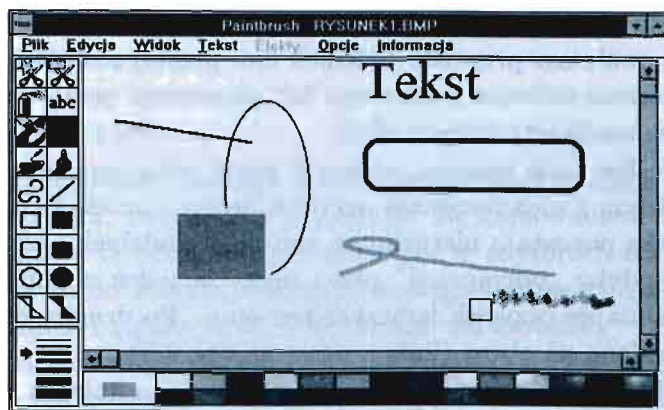 Paintbrush - RYSUNEK1.BMP
Plik Edycja Widok Tekst Efekty Opcje Informacja
abc
Tekst